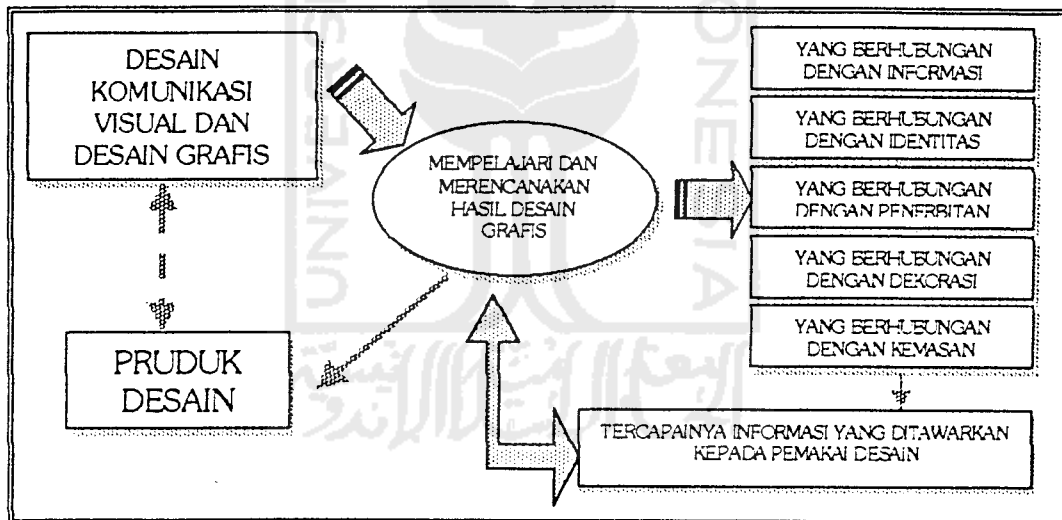 DESAIN
KOMUNIKASI
VISUAL DAN
DESAIN GRAFIS
MEMPELAJARI DAN
MERENCANAKAN
HASIL DESAIN
GRAFIS
YANG BERHUBUNGAN
DENGAN INFORMASI
YANG BERHUBUNGAN
DENGAN IDENTITAS
YANG BERHUBUNGAN
DENGAN PENERBITAN
YANG BERHUBUNGAN
DENGAN DEKORASI
YANG BERHUBUNGAN
DENGAN KEMASAN
PRUDUK
DESAIN
TERCAPAINYA INFORMASI YANG DITAWARKAN
KEPADA PEMAKAI DESAIN